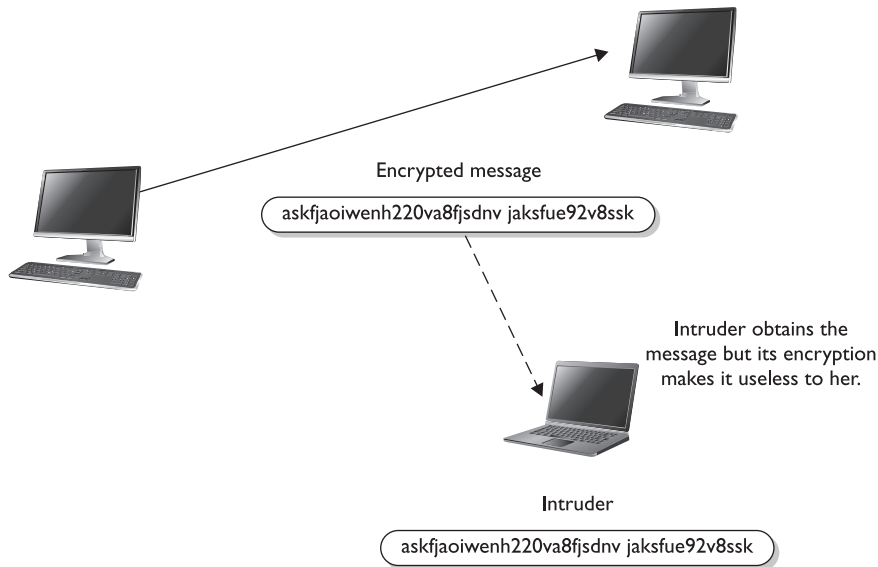 Encrypted message
askfjaoiwenh220va8fjsdnv jaksfue92v8ssk
Intruder obtains the
message but its encryption
makes it useless to her.
Intruder
askfjaoiwenh220va8fjsdnv jaksfue92v8ssk